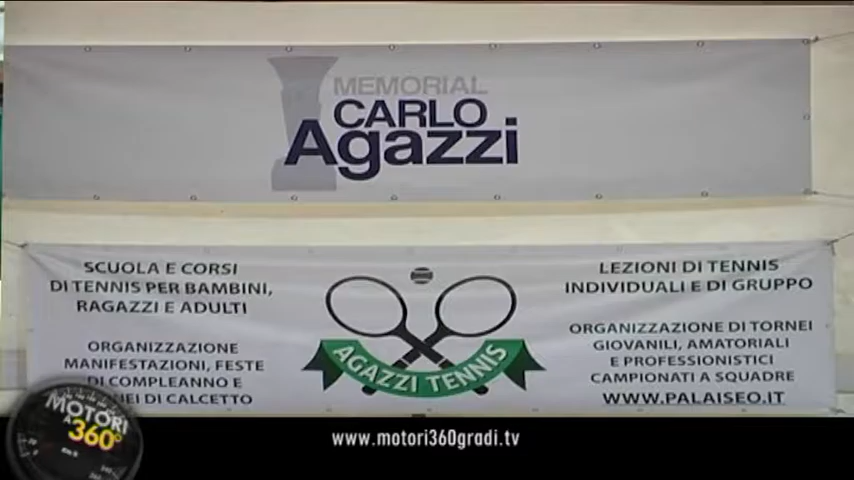 MEMORIAL
CARLO
Agazzi
SCUOLA E CORSI
DI TENNIS PER BAMBINI,
RAGAZZI E ADULTI
ORGANIZZAZIONE
MANIFESTAZIONI, FESTE
DI COMPLEANNO E
DI CALCETTO
AGAZZI TENNIS
LEZIONI DI TENNIS
INDIVIDUALI E DI GRUPPO
ORGANIZZAZIONE DI TORNEI
GIOVANILI, AMATORIALI
E PROFESSIONISTICI
CAMPIONATI A SQUADRE
WWW.PALAISEO.IT
MOTORI
A 360°
www.motori360gradi.tv